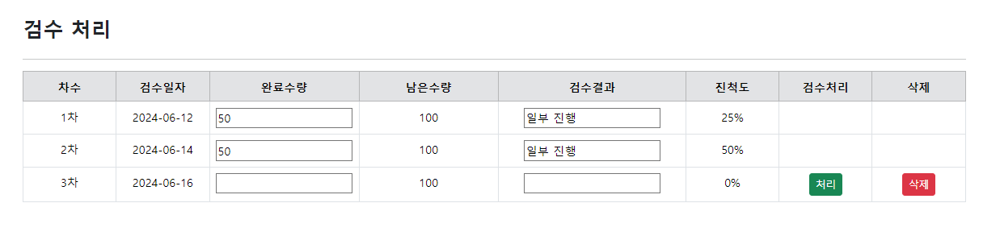 검수 처리
차수 검수일자 완료수량 남은수량 검수결과 진척도 검수처리 삭제
1차 2024-06-12 50 100 일부 진행 25%
2차 2024-06-14 50 100 일부 진행 50%
3차 2024-06-16 100 0% 처리 삭제